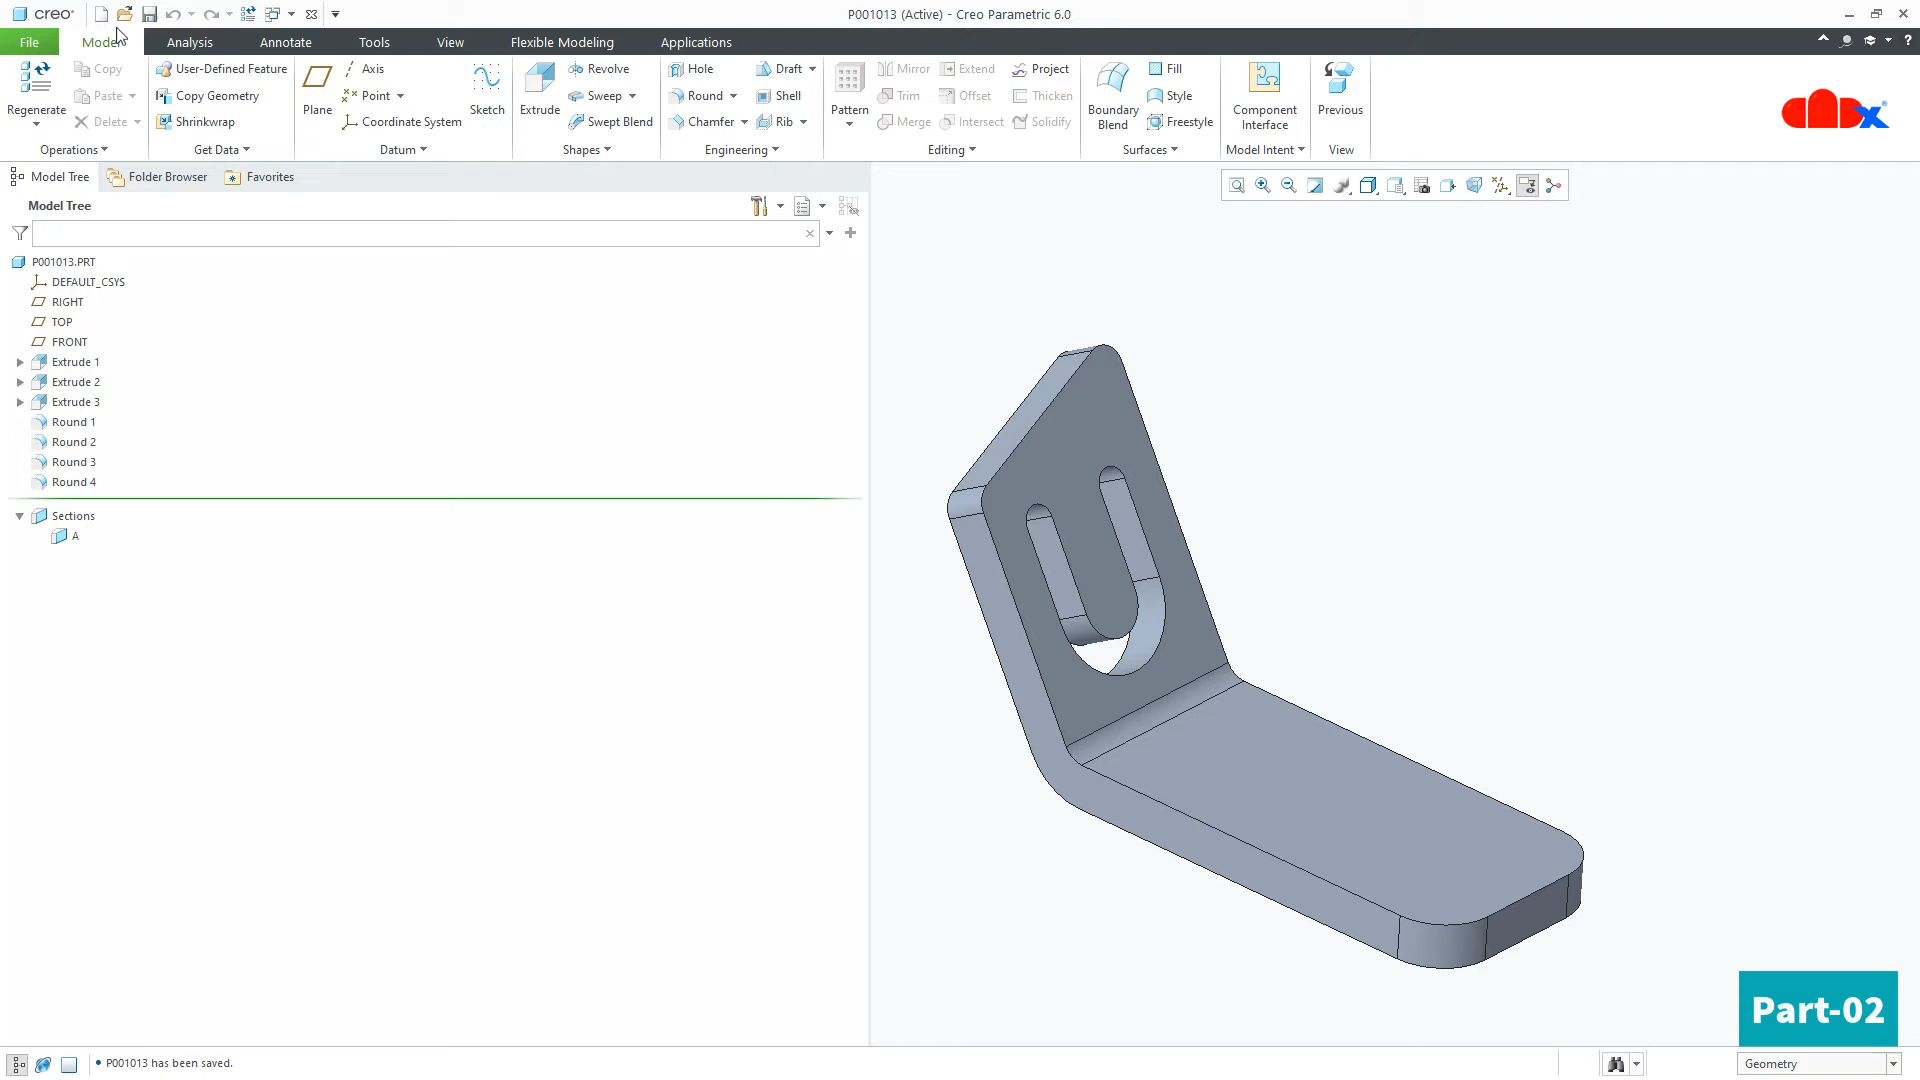 creo
P001013 (Active) - Creo Parametric 6.0
File
Model
Analysis
Annotate
Tools
View
Flexible Modeling
Applications
Regenerate
Copy
Paste
Delete
Operations
User-Defined Feature
Copy Geometry
Shrinkwrap
Get Data
Plane
Axis
Point
Coordinate System
Sketch
Datum
Extrude
Revolve
Sweep
Swept Blend
Shapes
Hole
Round
Chamfer
Draft
Shell
Rib
Engineering
Pattern
Mirror
Trim
Merge
Extend
Offset
Intersect
Project
Thicken
Solidify
Editing
Boundary
Blend
Fill
Style
Freestyle
Surfaces
Component
Interface
Model Intent
Previous
View
Model Tree
Folder Browser
Favorites
Model Tree
P001013.PRT
DEFAULT_CSYS
RIGHT
TOP
FRONT
Extrude 1
Extrude 2
Extrude 3
Round 1
Round 2
Round 3
Round 4
Sections
A
Part-02
P001013 has been saved.
Geometry